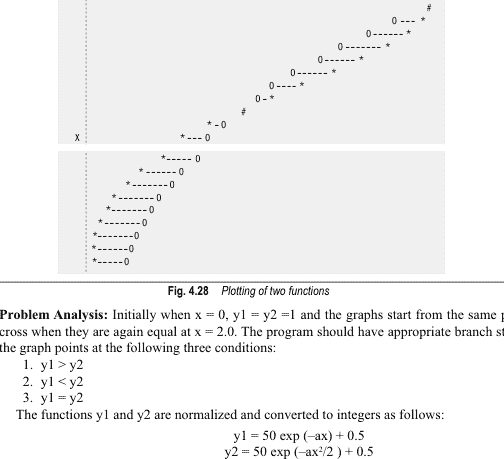 #
0 --- *
0------ *
0------- *
0------ *
0------ *
0---- *
0 - *
#
* - 0
X * --- 0
*----- 0
* ------ 0
* -------0
* ------- 0
*-------0
* -------0
*-------0
*------0
*-----0
Fig. 4.28 Plotting of two functions
Problem Analysis: Initially when x = 0, y1 = y2 =1 and the graphs start from the same
cross when they are again equal at x = 2.0. The program should have appropriate branch
the graph points at the following three conditions:
1. y1 > y2
2. y1 < y2
3. y1 = y2
The functions y1 and y2 are normalized and converted to integers as follows:
y1 = 50 exp (–ax) + 0.5
y2 = 50 exp (–ax²/2 ) + 0.5